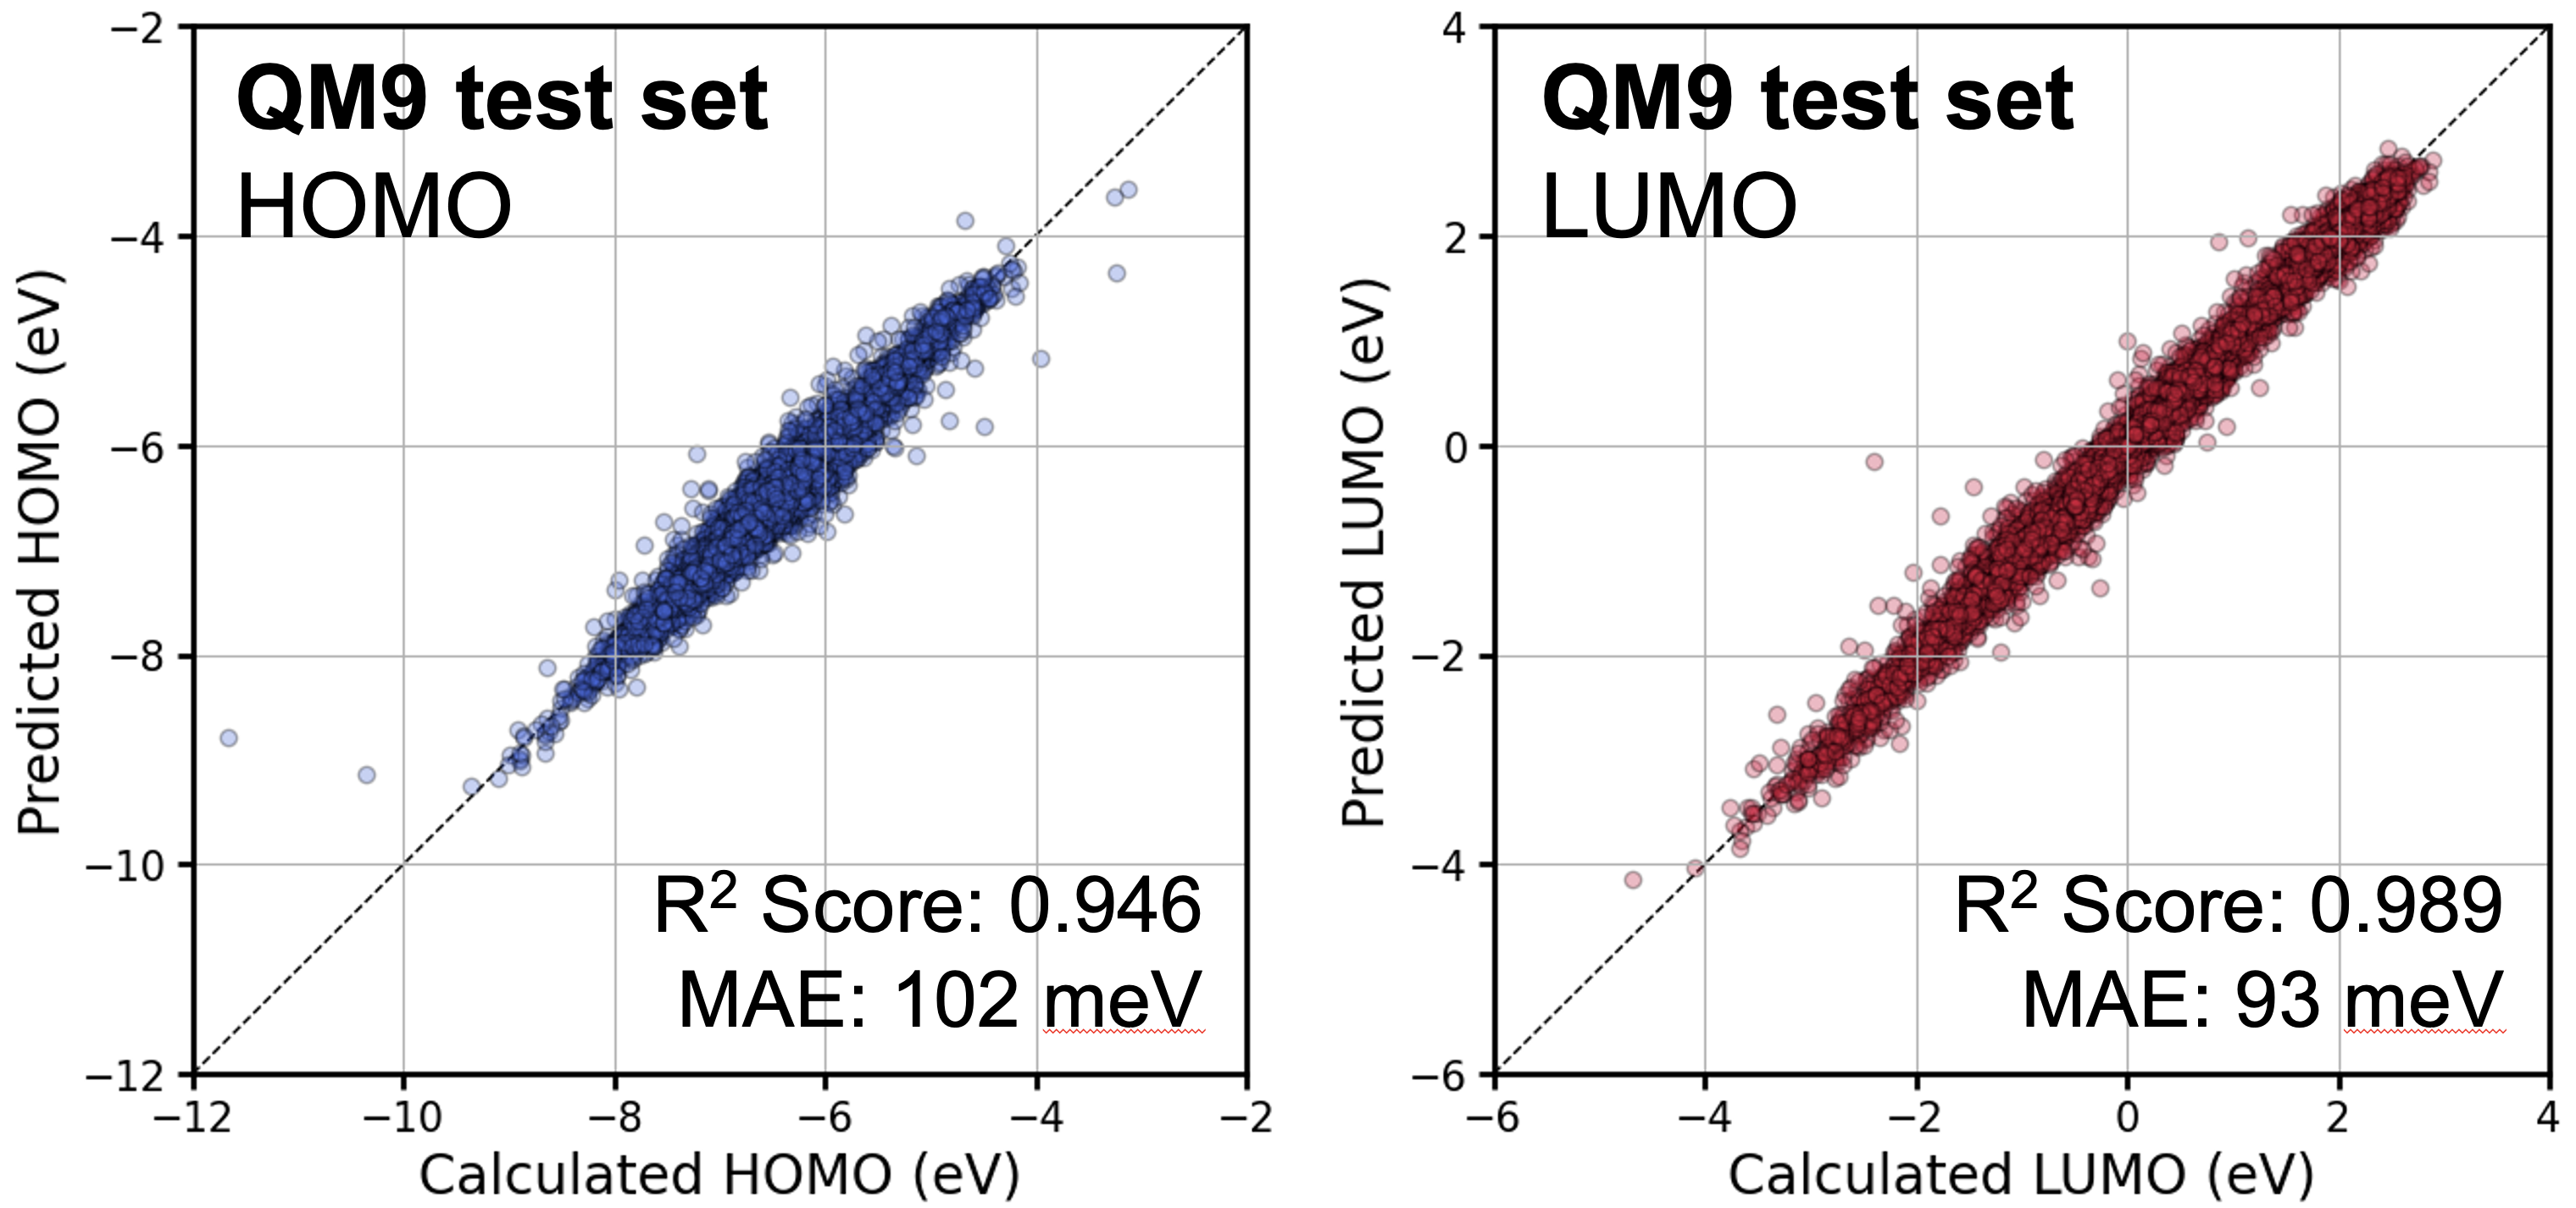 QM9 test set
HOMO
R² Score: 0.946
MAE: 102 meV
Predicted HOMO (eV)
−2
−4
−6
−8
−10
−12
−12 −10 −8 −6 −4 −2
Calculated HOMO (eV)
QM9 test set
LUMO
R² Score: 0.989
MAE: 93 meV
Predicted LUMO (eV)
4
2
0
−2
−4
−6
−6 −4 −2 0 2 4
Calculated LUMO (eV)